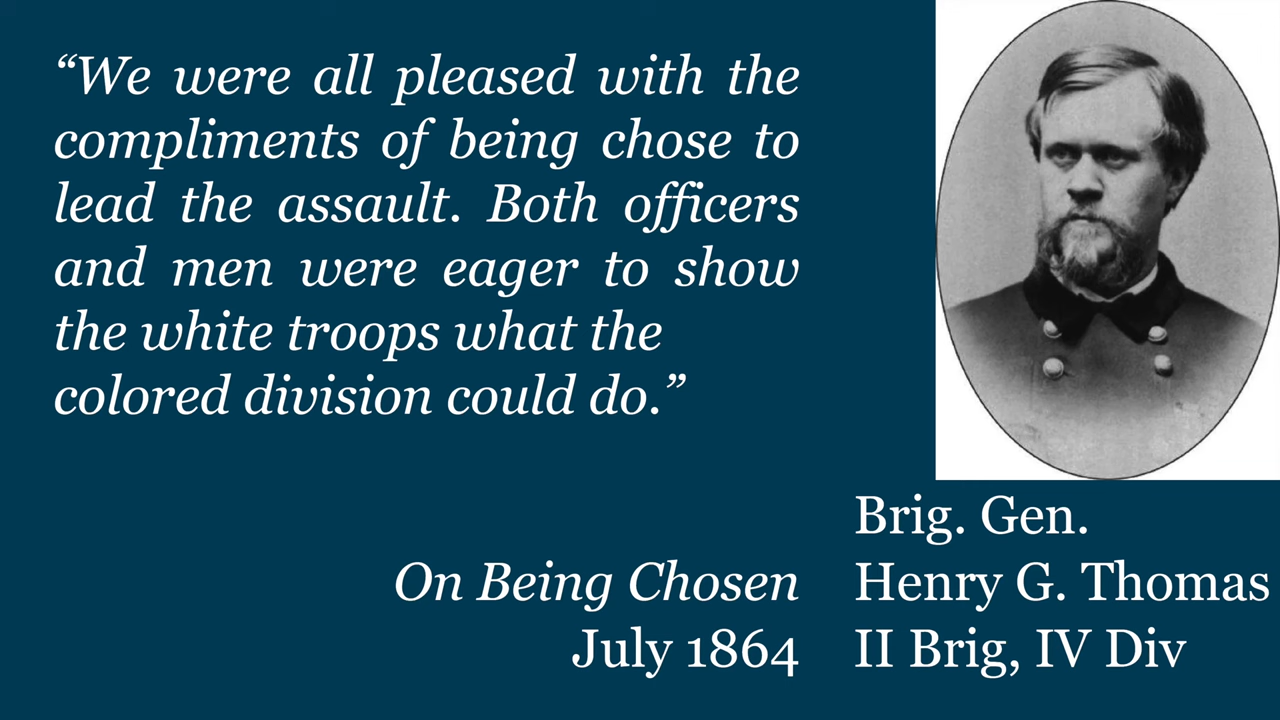 “We were all pleased with the
compliments of being chose to
lead the assault. Both officers
and men were eager to show
the white troops what the
colored division could do.”
On Being Chosen
July 1864
Brig. Gen.
Henry G. Thomas
II Brig, IV Div